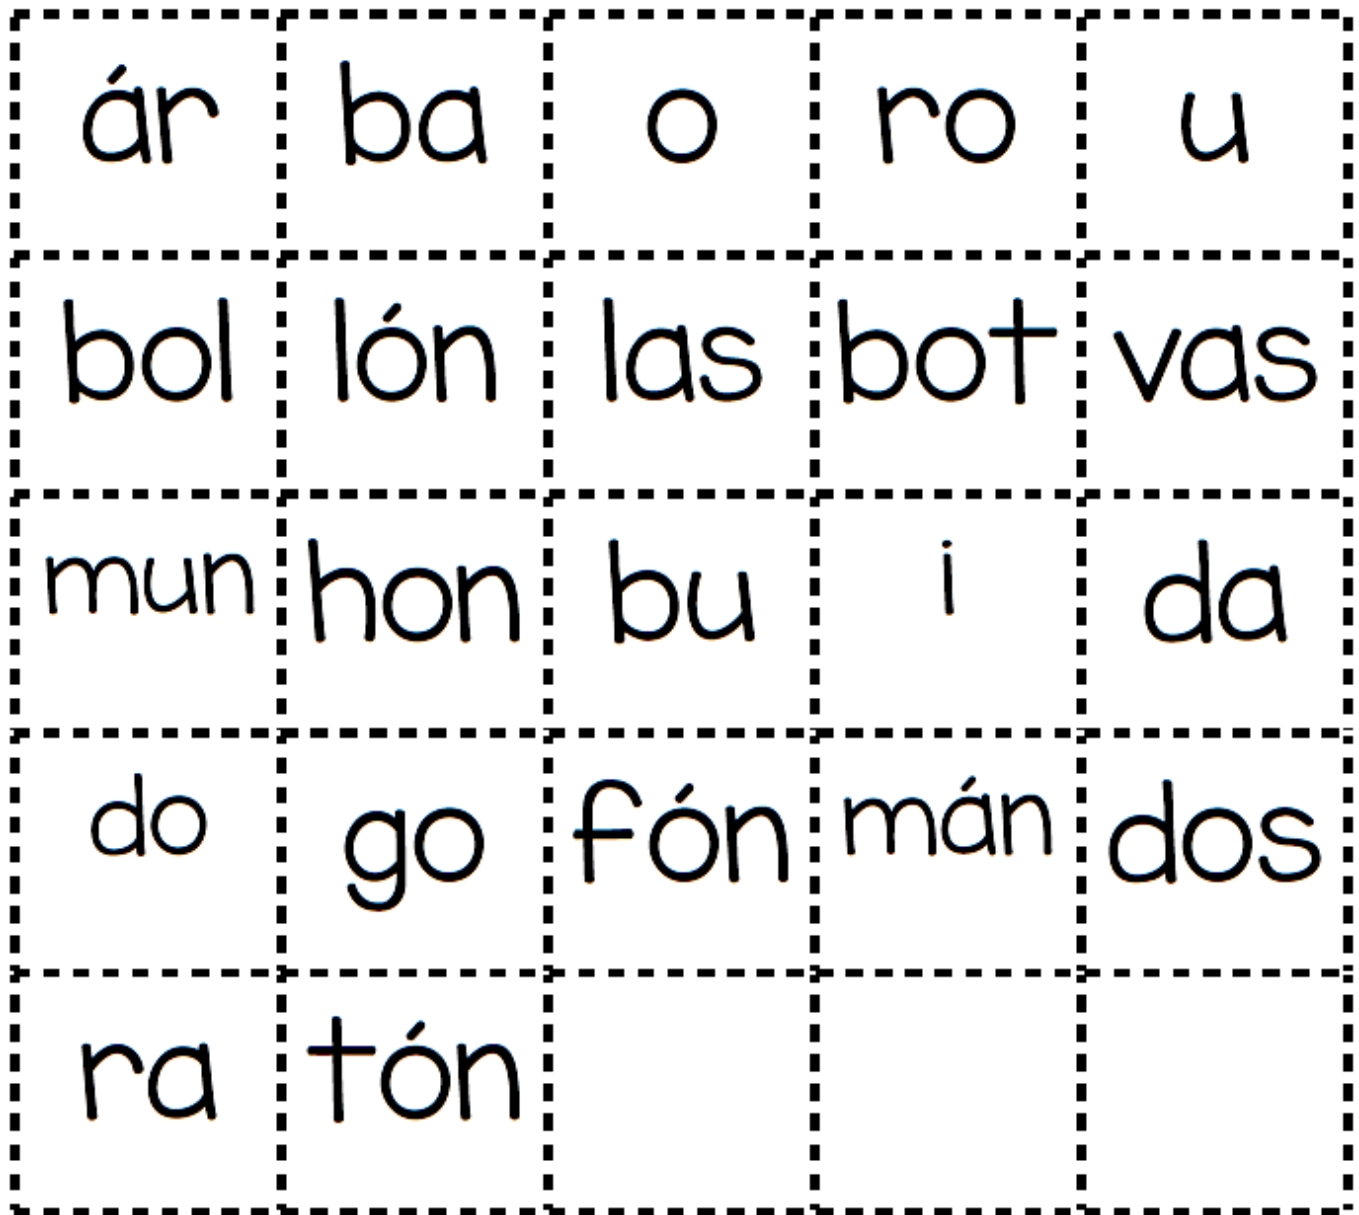 ár ba o ro u
bol lón las bot vas
mun hon bu i da
do go fón mán dos
ra tón